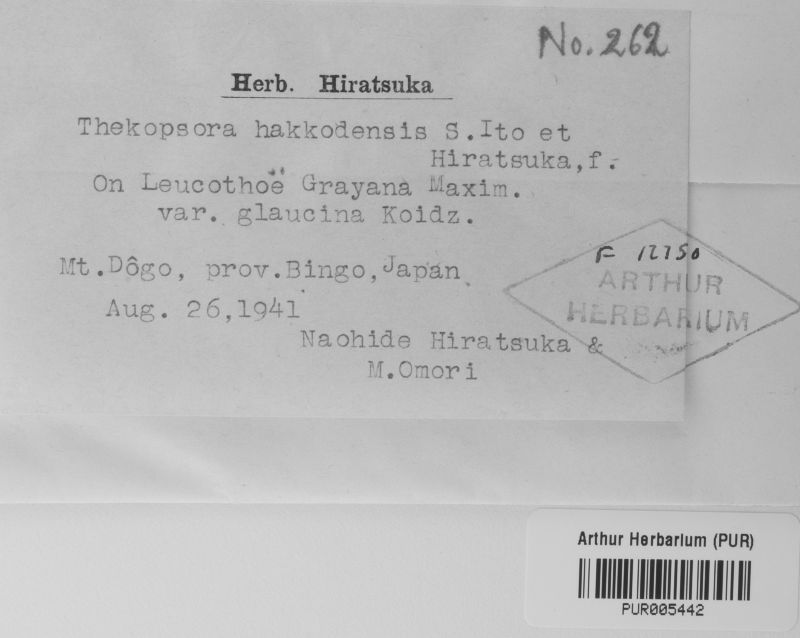 No. 262
Herb. Hiratsuka
Thekopsora hakkodensis S.Ito et
Hiratsuka,f.
On Leucothoë Grayana Maxim.
var. glaucina Koidz.
Mt.Dôgo, prov.Bingo,Japan
Aug. 26,1941
Naohide Hiratsuka &
M.Omori
F
ARTHUR
HERBARIUM
Arthur Herbarium (PUR)
PUR005442